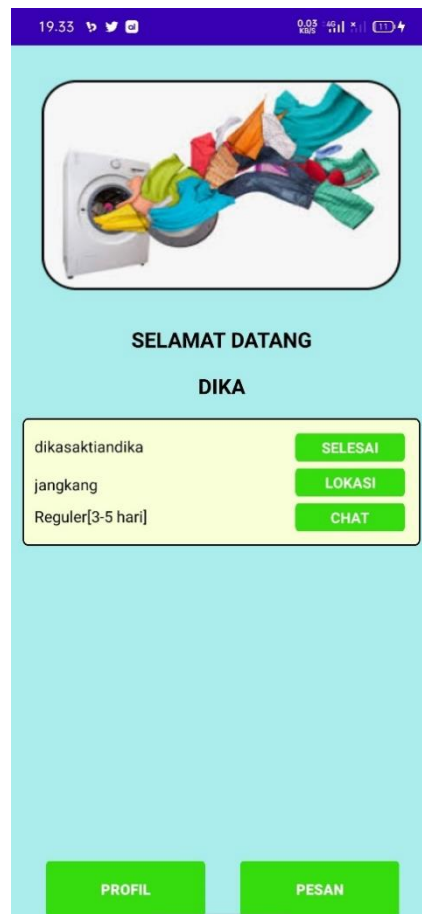 19.33
0.03 KB/S 4G 11
SELAMAT DATANG
DIKA
dikasaktiandika
SELESAI
jangkang
LOKASI
Reguler[3-5 hari]
CHAT
PROFIL
PESAN